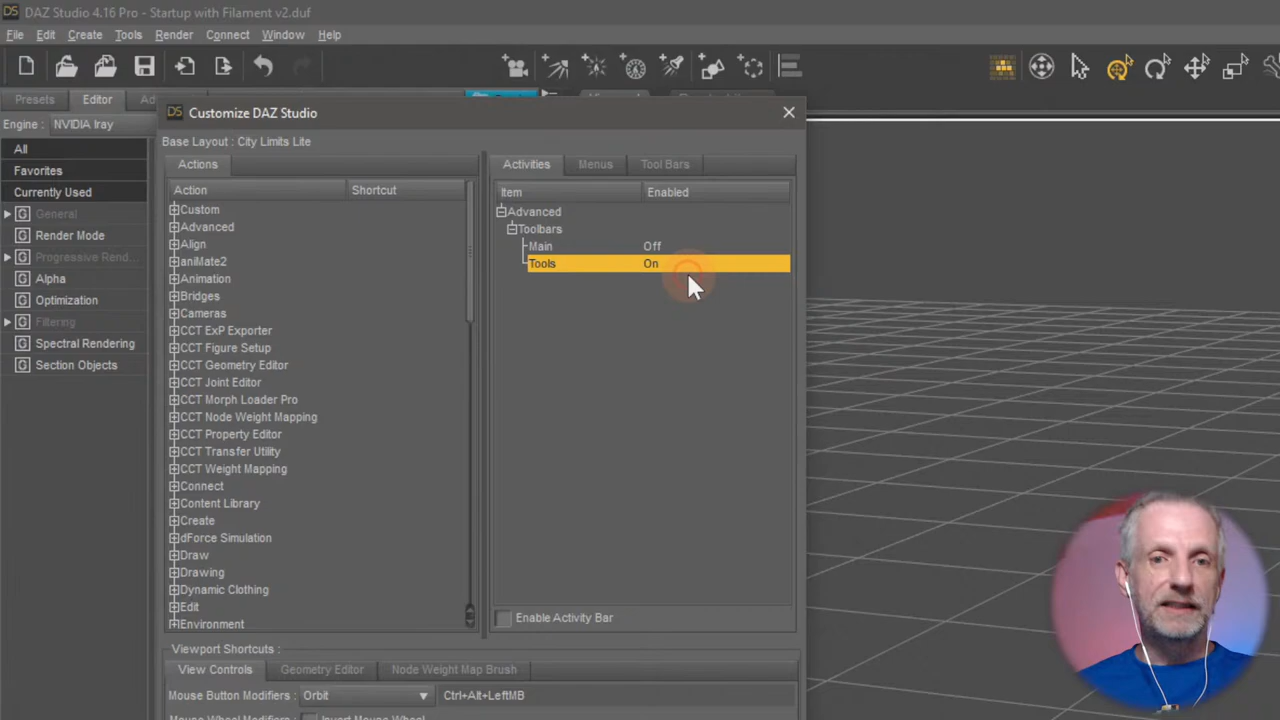 DAZ Studio 4.16 Pro - Startup with Filament v2.duf
File Edit Create Tools Render Connect Window Help
Presets Editor Ad
Engine : NVIDIA Iray
All
Favorites
Currently Used
General
Render Mode
Progressive Rend...
Alpha
Optimization
Filtering
Spectral Rendering
Section Objects
Customize DAZ Studio
Base Layout : City Limits Lite
Actions
Action Shortcut
Custom
Advanced
Align
aniMate2
Animation
Bridges
Cameras
CCT ExP Exporter
CCT Figure Setup
CCT Geometry Editor
CCT Joint Editor
CCT Morph Loader Pro
CCT Node Weight Mapping
CCT Property Editor
CCT Transfer Utility
CCT Weight Mapping
Connect
Content Library
Create
dForce Simulation
Draw
Drawing
Dynamic Clothing
Edit
Environment
Activities Menus Tool Bars
Item Enabled
Advanced
Toolbars
Main Off
Tools On
Enable Activity Bar
Viewport Shortcuts
View Controls Geometry Editor Node Weight Map Brush
Mouse Button Modifiers : Orbit Ctrl+Alt+LeftMB
Mouse Wheel Modifiers : Invert Mouse Wheel